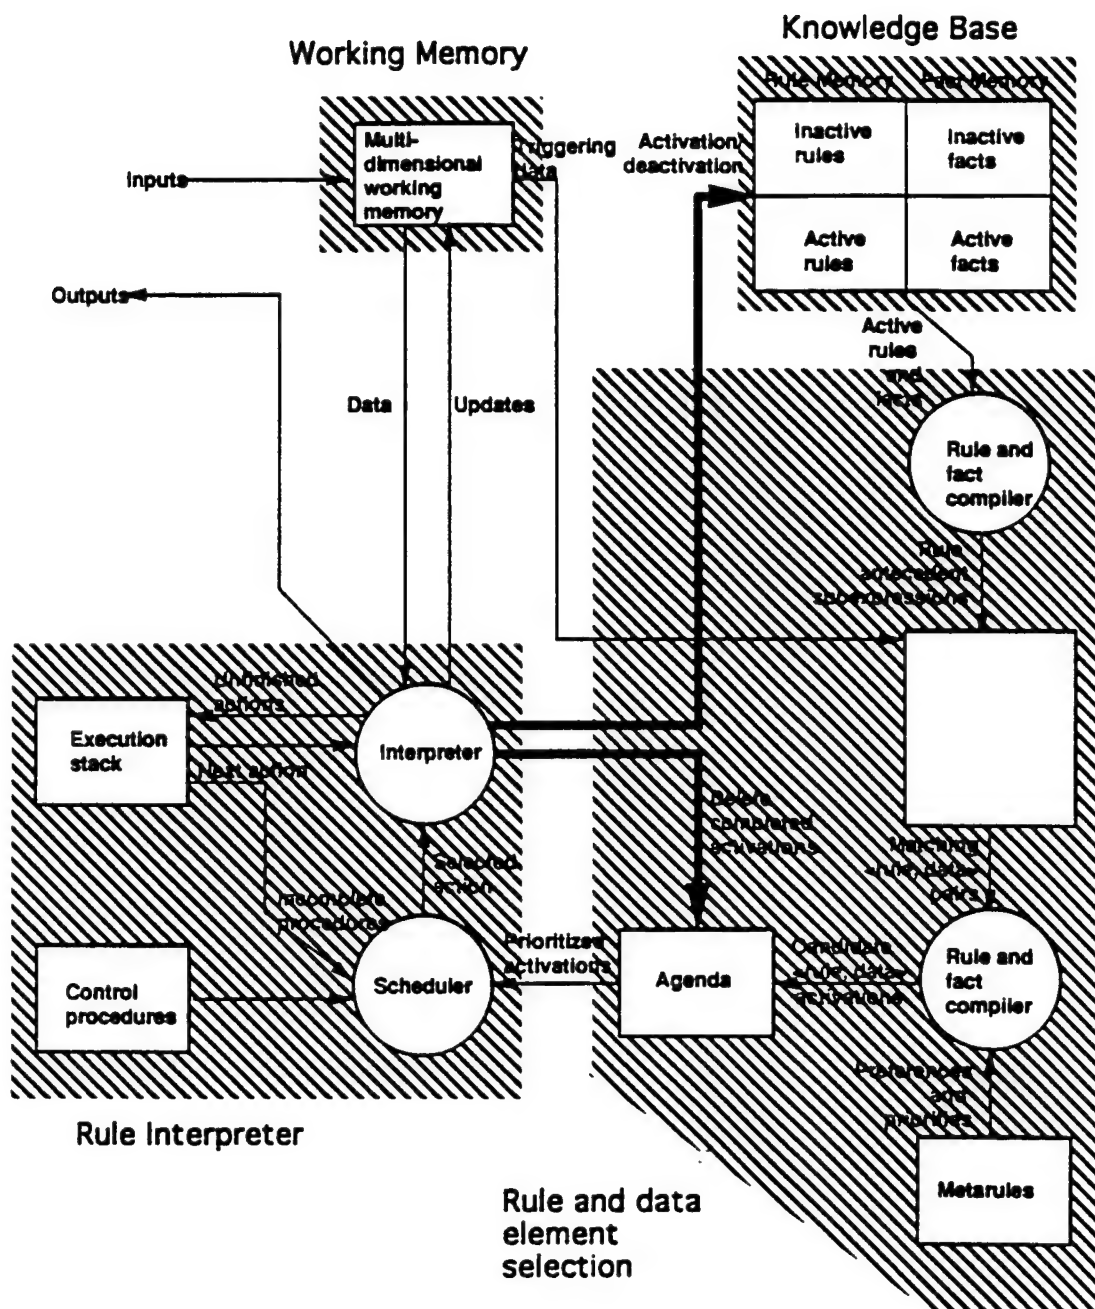 Knowledge Base
Working Memory
Rule Memory
Fact Memory
Multi-
dimensional
working
memory
Triggering
data
Activation/
deactivation
Inactive
rules
Inactive
facts
Inputs
Active
rules
Active
facts
Outputs
Active
rules
and
facts
Data
Updates
Rule and
fact
compiler
Rule
antecedent
subexpressions
Unfinished
actions
Execution
stack
Interpreter
Next action
Delete
completed
activations
Matching
<rule, data>
pairs
Selected
action
Incomplete
procedures
Prioritized
activations
Candidate
<rule, data>
activations
Rule and
fact
compiler
Control
procedures
Scheduler
Agenda
Preferences
and
priorities
Rule Interpreter
Metarules
Rule and data
element
selection